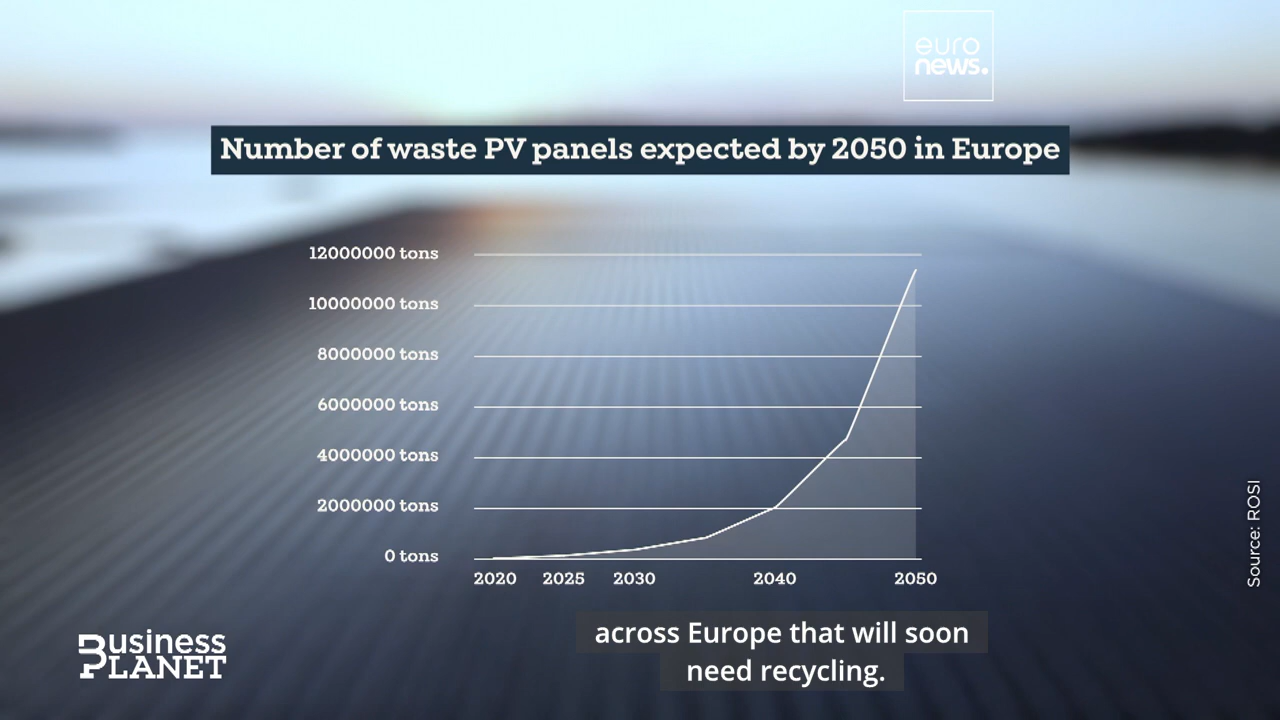 euro
news.
Number of waste PV panels expected by 2050 in Europe
12000000 tons
10000000 tons
8000000 tons
6000000 tons
4000000 tons
2000000 tons
0 tons
2020 2025 2030 2040 2050
Source: ROSI
across Europe that will soon
need recycling.
Business
PLANET